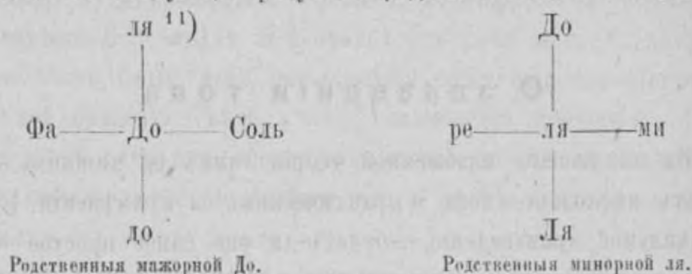 ля ¹¹)
До
Фа До Соль
ре ля ми
до
Ля
Родственныя мажорной До.
Родственныя минорной ля.